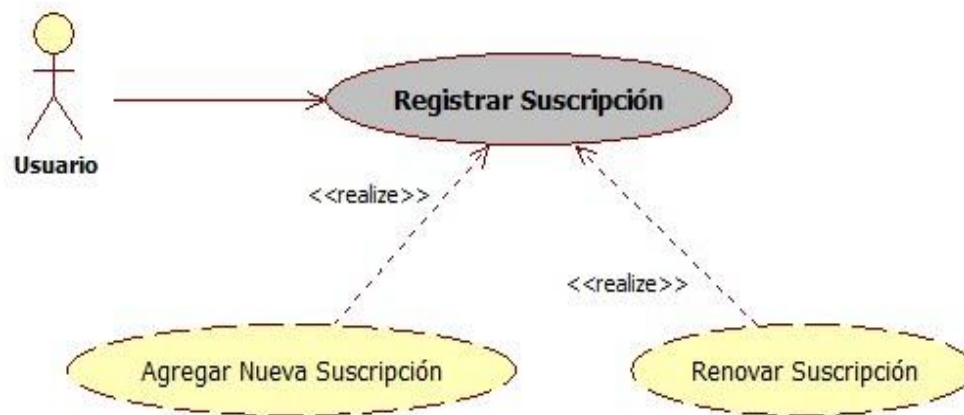 Registrar Suscripción
Usuario
<<realize>>
<<realize>>
Agregar Nueva Suscripción
Renovar Suscripción